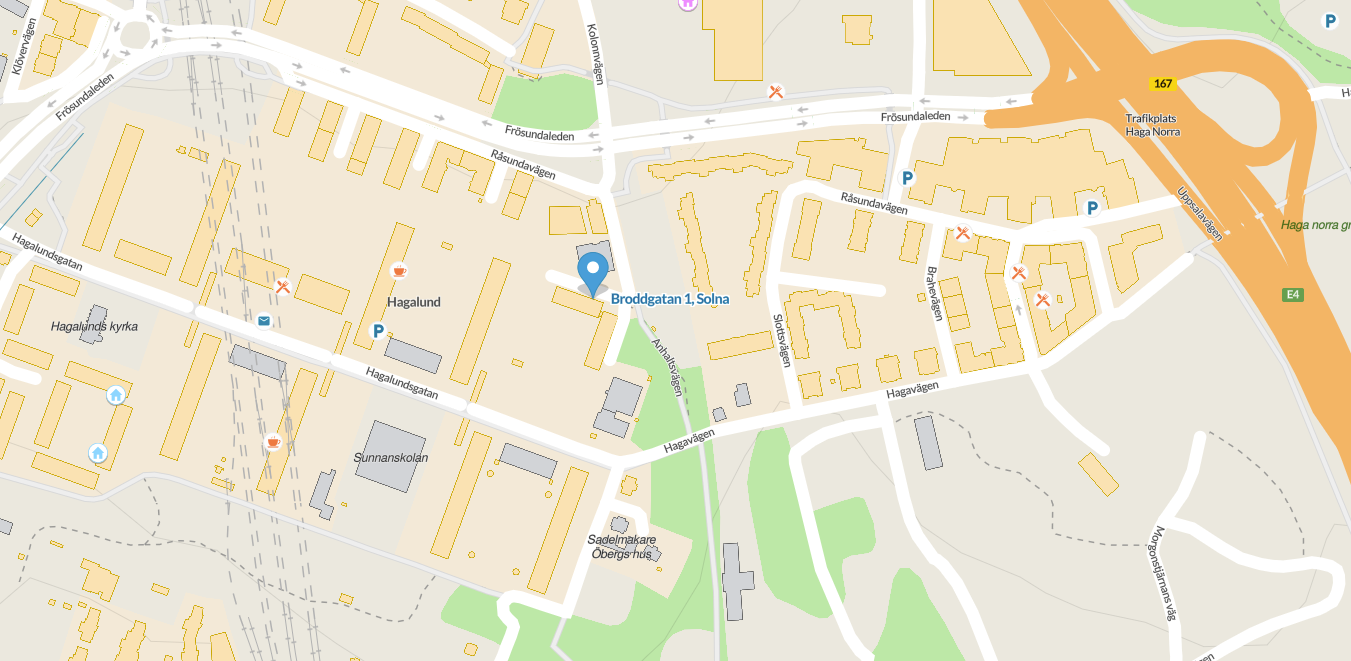 Klövervägen
Kolonnvägen
P
167
Frösundaleden
Trafikplats
Haga Norra
Frösundaleden
Frösundaleden
Råsundavägen
P
Råsundavägen
P
Uppsalavägen
Haga norra gr
Hagalundsgatan
Hagalund
Broddgatan 1, Solna
Brahevägen
E4
Hagalunds kyrka
P
Slottsvägen
Anhaltsvägen
Hagalundsgatan
Hagavägen
Hagavägen
Sunnanskolan
Sadelmakare
Öbergs hus
Morgonstjärnans väg